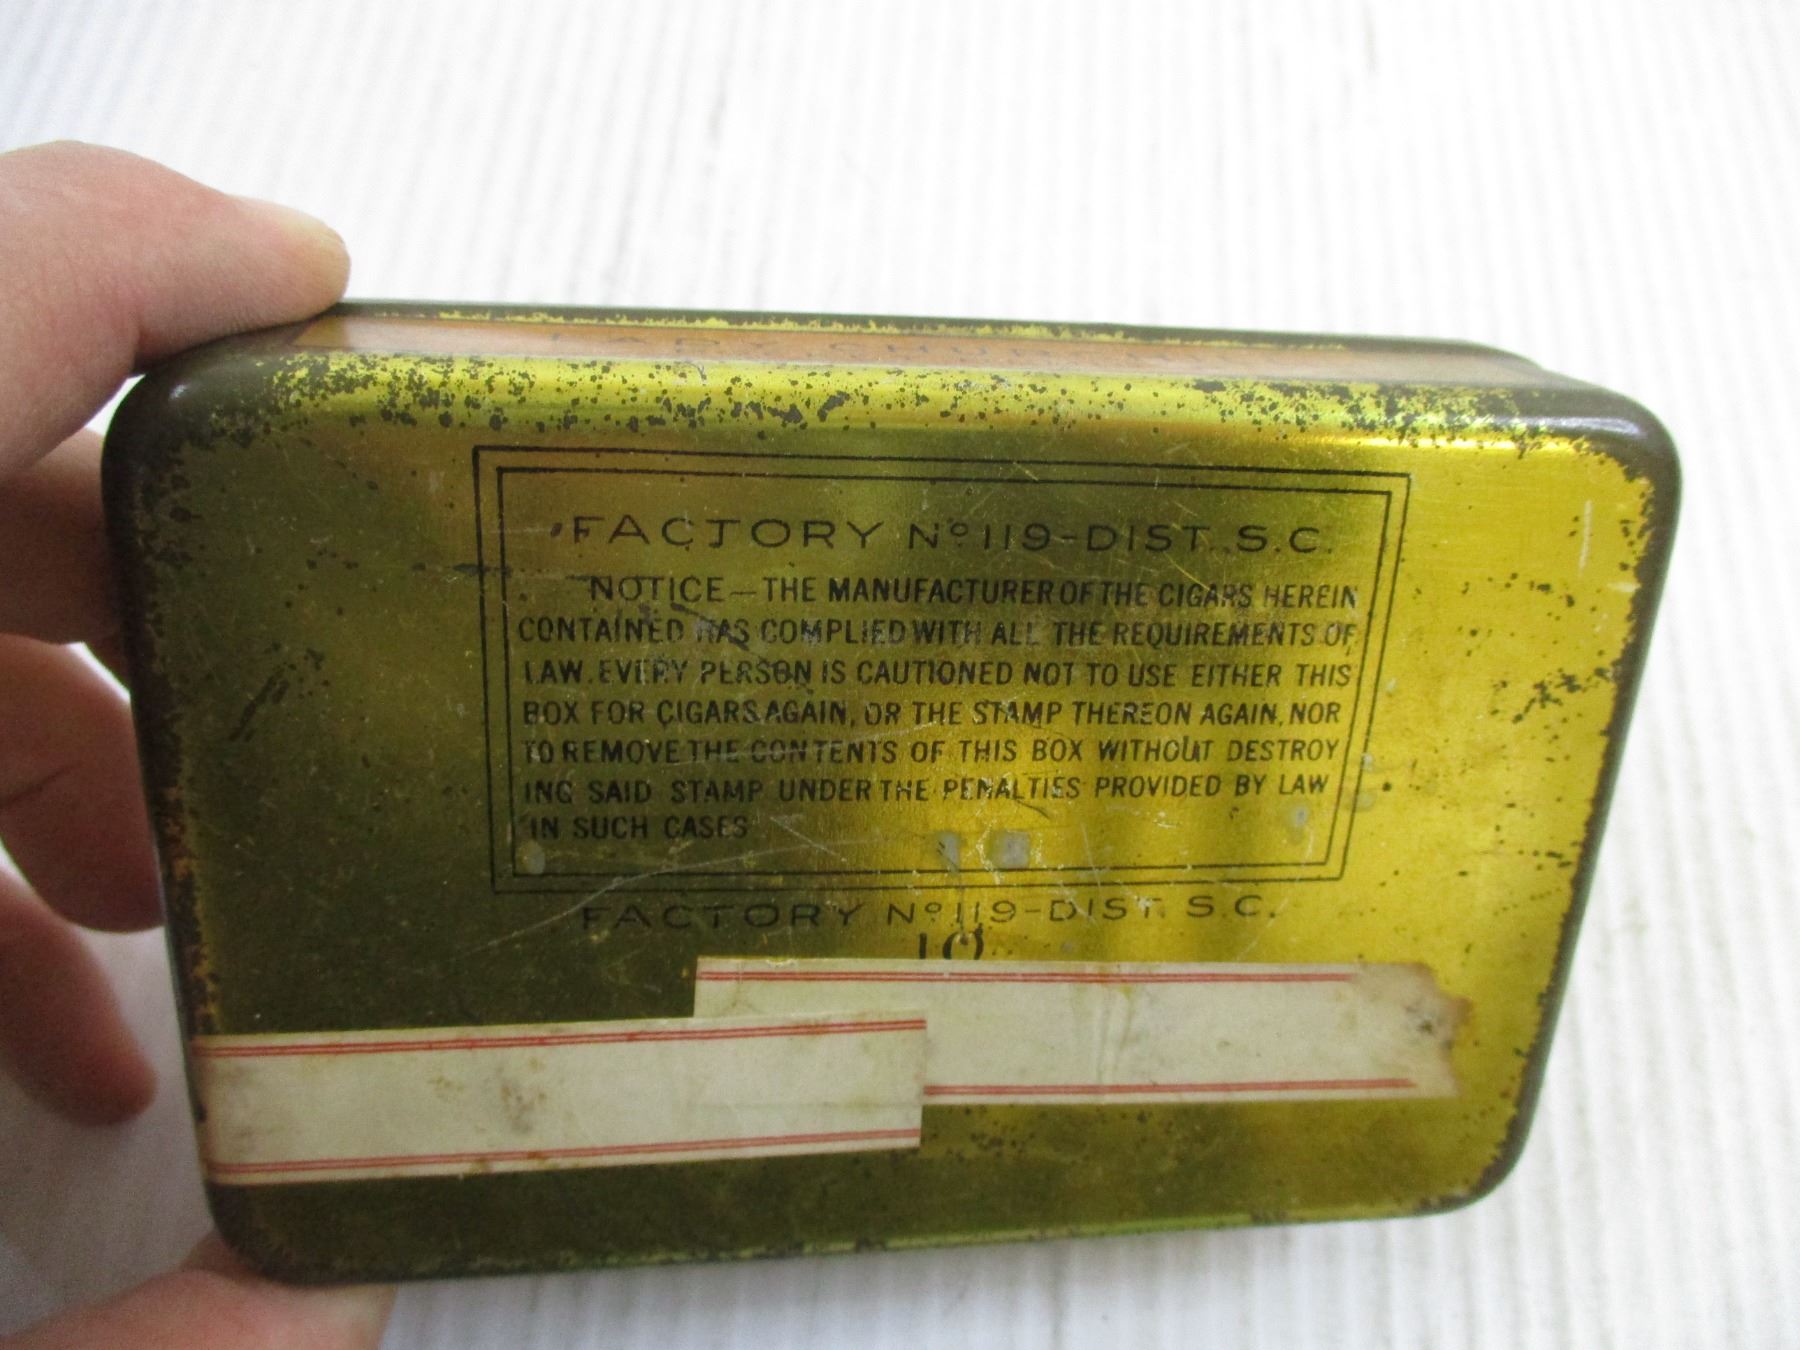 LADY CHUR
FACTORY Nº 119-DIST. S.C.
NOTICE—THE MANUFACTURER OF THE CIGARS HEREIN
CONTAINED HAS COMPLIED WITH ALL THE REQUIREMENTS OF
LAW. EVERY PERSON IS CAUTIONED NOT TO USE EITHER THIS
BOX FOR CIGARS AGAIN, OR THE STAMP THEREON AGAIN, NOR
TO REMOVE THE CONTENTS OF THIS BOX WITHOUT DESTROY
ING SAID STAMP UNDER THE PENALTIES PROVIDED BY LAW
IN SUCH CASES
FACTORY Nº 119-DIST. S.C.
10